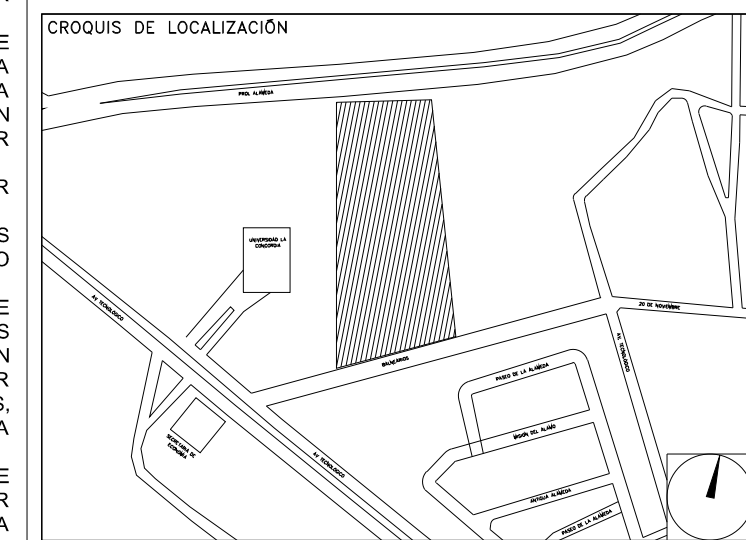 CROQUIS DE LOCALIZACIÓN
E
A
A
N
R
R
S
O
E
S
N
R
S,
A
E
R
A
PROL ALAMEDA
UNIVERSIDAD LA
CONCORDIA
AV. TECNOLOGICO
20 DE NOVIEMBRE
BALNEARIOS
AV. TECNOLOGICO
PASEO DE LA ALAMEDA
SECRETARIA DE
ECONOMIA
AV TECNOLOGICO
ANTIGUA ALAMEDA
PASEO DE LA ALAMEDA